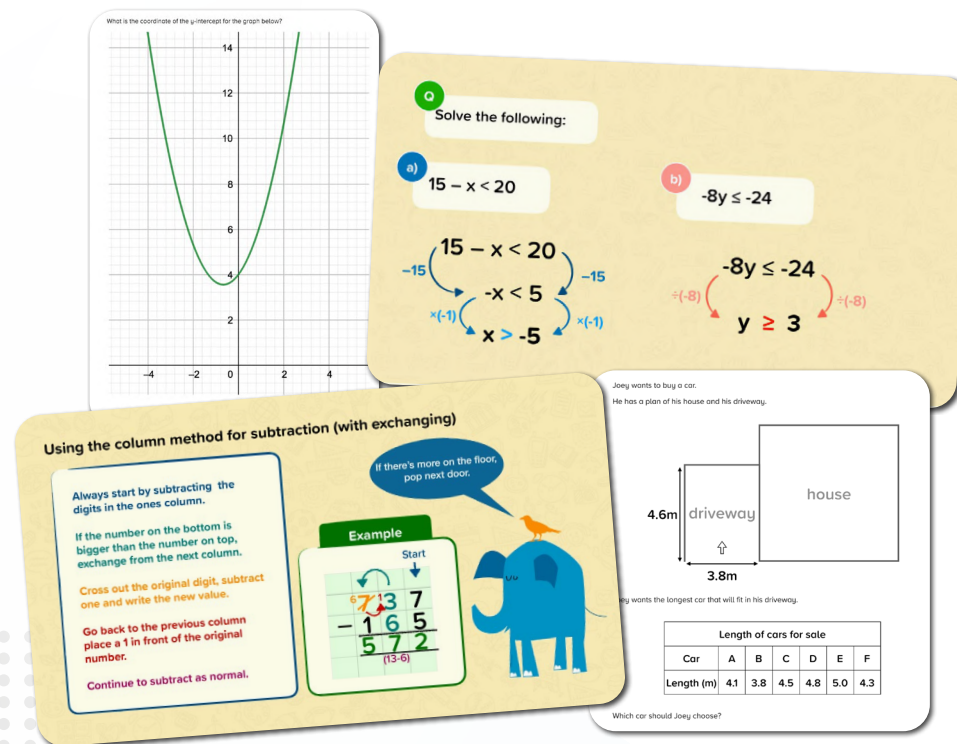 What is the coordinate of the y-intercept for the graph below?
14
12
10
8
6
4
2
−4 −2 0 2 4
Q
Solve the following:
a)
15 − x < 20
15 − x < 20
−15 −15
-x < 5
×(-1) ×(-1)
x > -5
b)
-8y ≤ -24
-8y ≤ -24
÷(-8) ÷(-8)
y ≥ 3
Using the column method for subtraction (with exchanging)
Always start by subtracting the
digits in the ones column.
If the number on the bottom is
bigger than the number on top,
exchange from the next column.
Cross out the original digit, subtract
one and write the new value.
Go back to the previous column
place a 1 in front of the original
number.
Continue to subtract as normal.
If there's more on the floor,
pop next door.
Example
Start
6 7 1 3 7
− 1 6 5
5 7 2
(13-6)
Joey wants to buy a car.
He has a plan of his house and his driveway.
house
4.6m driveway
3.8m
wants the longest car that will fit in his driveway.
Length of cars for sale
Car A B C D E F
Length (m) 4.1 3.8 4.5 4.8 5.0 4.3
Which car should Joey choose?